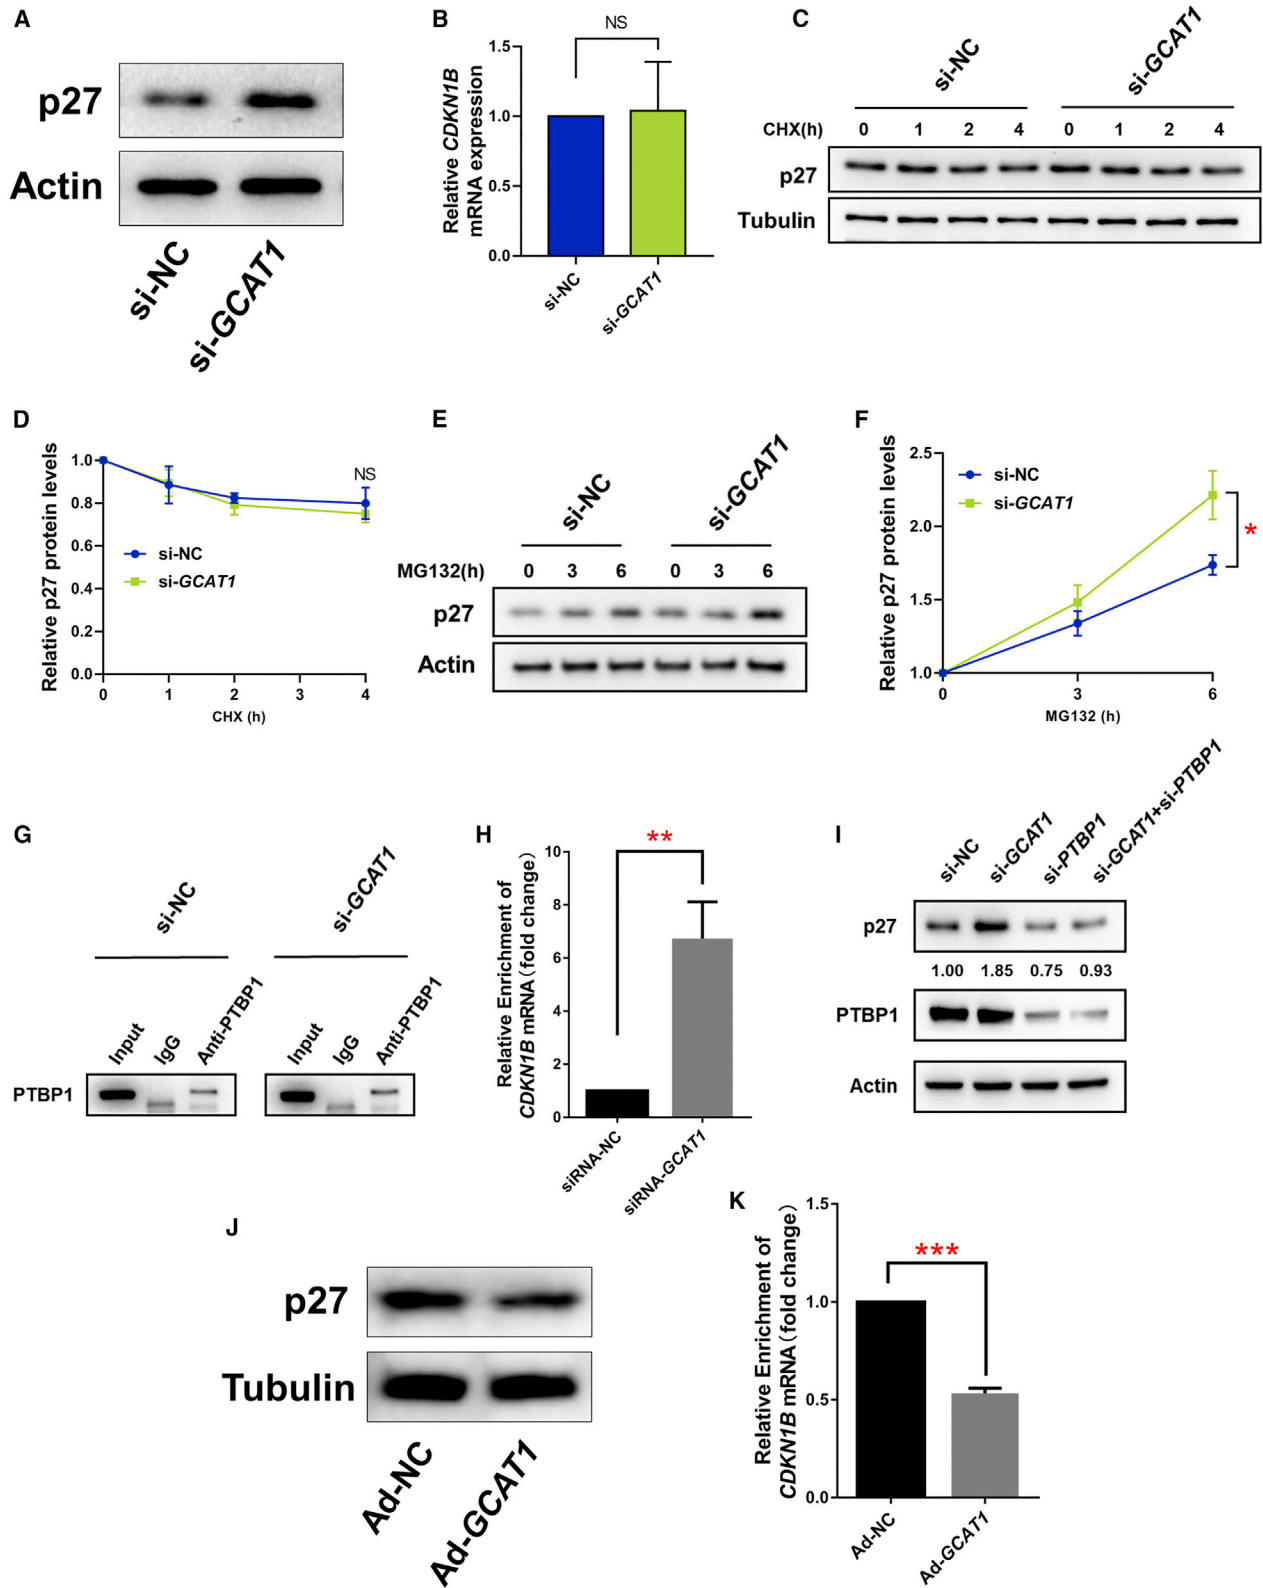 A
p27
Actin
si-NC
si-GCAT1
B
NS
Relative CDKN1B
mRNA expression
1.5
1.0
0.5
0.0
si-NC
si-GCAT1
C
si-NC
si-GCAT1
CHX(h)
0 1 2 4 0 1 2 4
p27
Tubulin
D
Relative p27 protein levels
1.0
0.8
0.6
0.4
0.2
0.0
NS
si-NC
si-GCAT1
0 1 2 3 4
CHX (h)
E
si-NC
si-GCAT1
MG132(h) 0 3 6 0 3 6
p27
Actin
F
Relative p27 protein levels
2.5
2.0
1.5
1.0
si-NC
si-GCAT1
*
0 3 6
MG132 (h)
G
si-NC
si-GCAT1
Input IgG Anti-PTBP1 Input IgG Anti-PTBP1
PTBP1
H
Relative Enrichment of
CDKN1B mRNA(fold change)
10
8
6
4
2
0
**
siRNA-NC
siRNA-GCAT1
I
si-NC
si-GCAT1
si-PTBP1
si-GCAT1+si-PTBP1
p27
1.00 1.85 0.75 0.93
PTBP1
Actin
J
p27
Tubulin
Ad-NC
Ad-GCAT1
K
Relative Enrichment of
CDKN1B mRNA(fold change)
1.5
1.0
0.5
0.0
***
Ad-NC
Ad-GCAT1